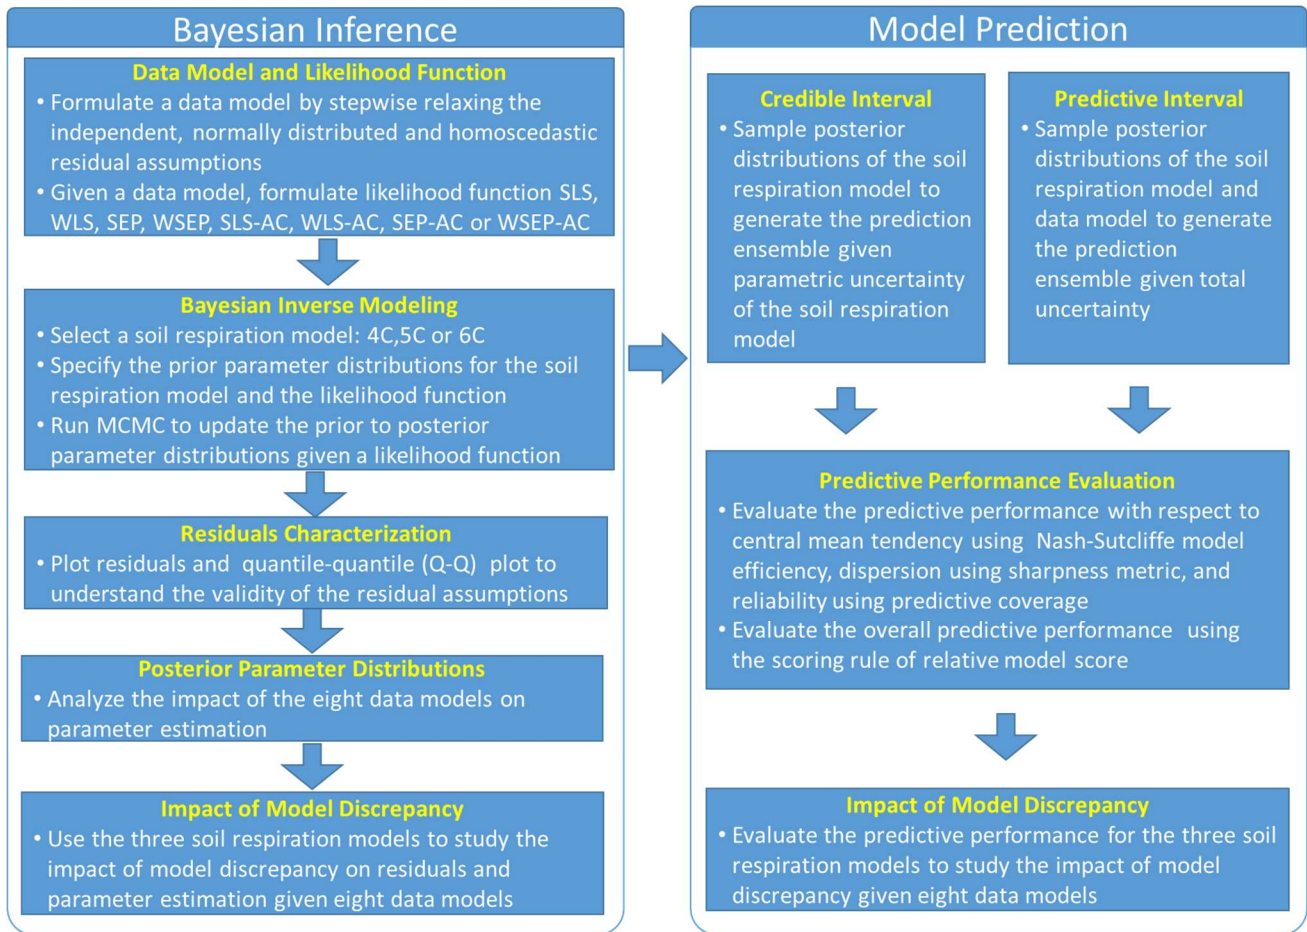 Bayesian Inference
Data Model and Likelihood Function
• Formulate a data model by stepwise relaxing the
independent, normally distributed and homoscedastic
residual assumptions
• Given a data model, formulate likelihood function SLS,
WLS, SEP, WSEP, SLS-AC, WLS-AC, SEP-AC or WSEP-AC
Bayesian Inverse Modeling
• Select a soil respiration model: 4C,5C or 6C
• Specify the prior parameter distributions for the soil
respiration model and the likelihood function
• Run MCMC to update the prior to posterior
parameter distributions given a likelihood function
Residuals Characterization
• Plot residuals and quantile-quantile (Q-Q) plot to
understand the validity of the residual assumptions
Posterior Parameter Distributions
• Analyze the impact of the eight data models on
parameter estimation
Impact of Model Discrepancy
• Use the three soil respiration models to study the
impact of model discrepancy on residuals and
parameter estimation given eight data models
Model Prediction
Credible Interval
• Sample posterior
distributions of the soil
respiration model to
generate the prediction
ensemble given
parametric uncertainty
of the soil respiration
model
Predictive Interval
• Sample posterior
distributions of the soil
respiration model and
data model to generate
the prediction
ensemble given total
uncertainty
Predictive Performance Evaluation
• Evaluate the predictive performance with respect to
central mean tendency using Nash-Sutcliffe model
efficiency, dispersion using sharpness metric, and
reliability using predictive coverage
• Evaluate the overall predictive performance using
the scoring rule of relative model score
Impact of Model Discrepancy
• Evaluate the predictive performance for the three soil
respiration models to study the impact of model
discrepancy given eight data models